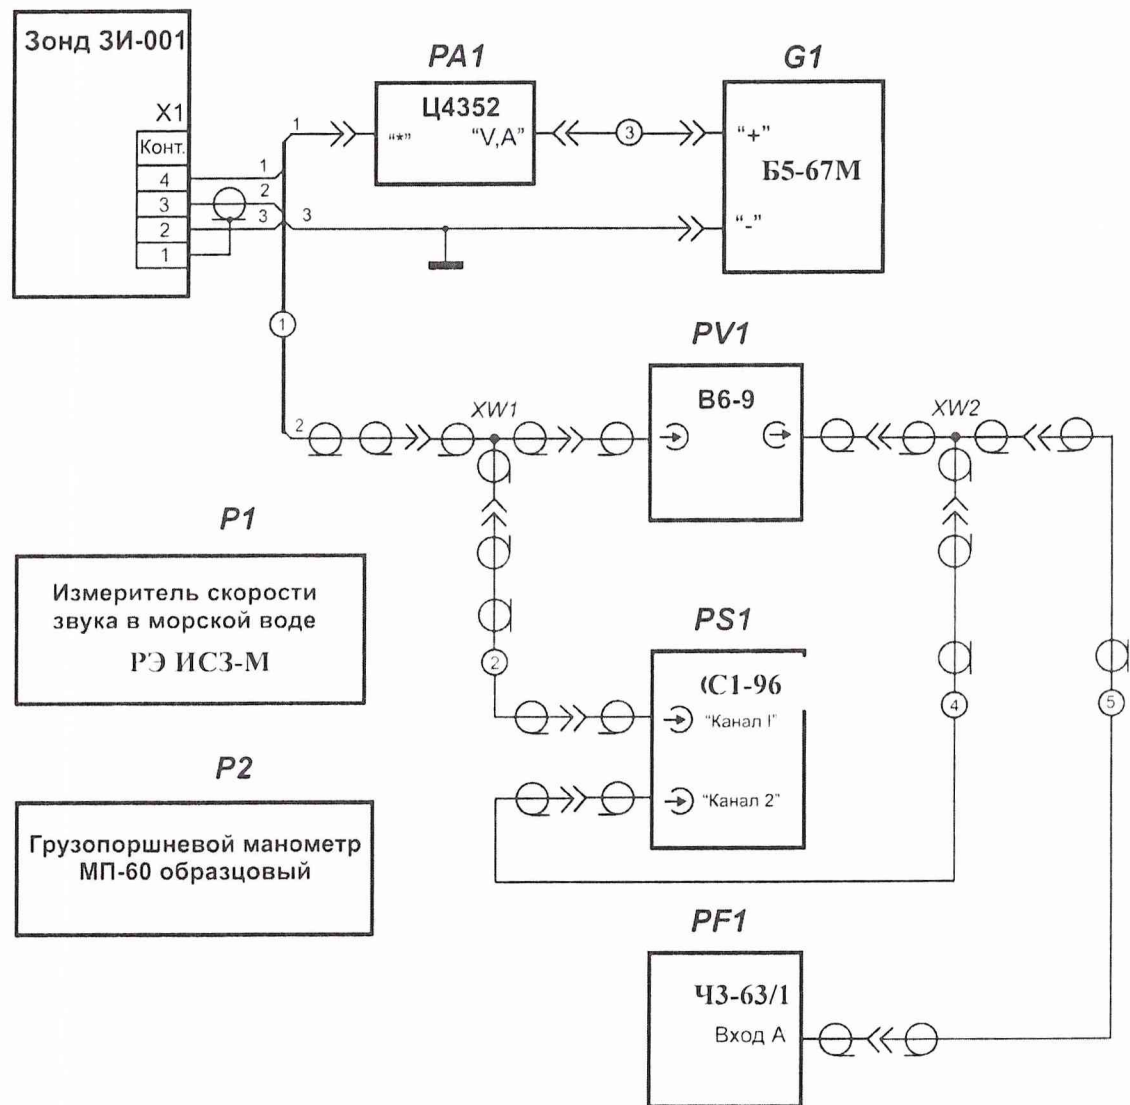 Зонд ЗИ-001
X1
Конт.
4
3
2
1
1
2
3
1
3
PA1
Ц4352
“*” “V,A”
3
G1
“+”
Б5-67М
“-”
1
2
XW1
PV1
В6-9
XW2
P1
Измеритель скорости
звука в морской воде
РЭ ИСЗ-М
2
PS1
С1-96
“Канал I”
“Канал 2”
4
5
P2
Грузопоршневой манометр
МП-60 образцовый
PF1
Ч3-63/1
Вход А